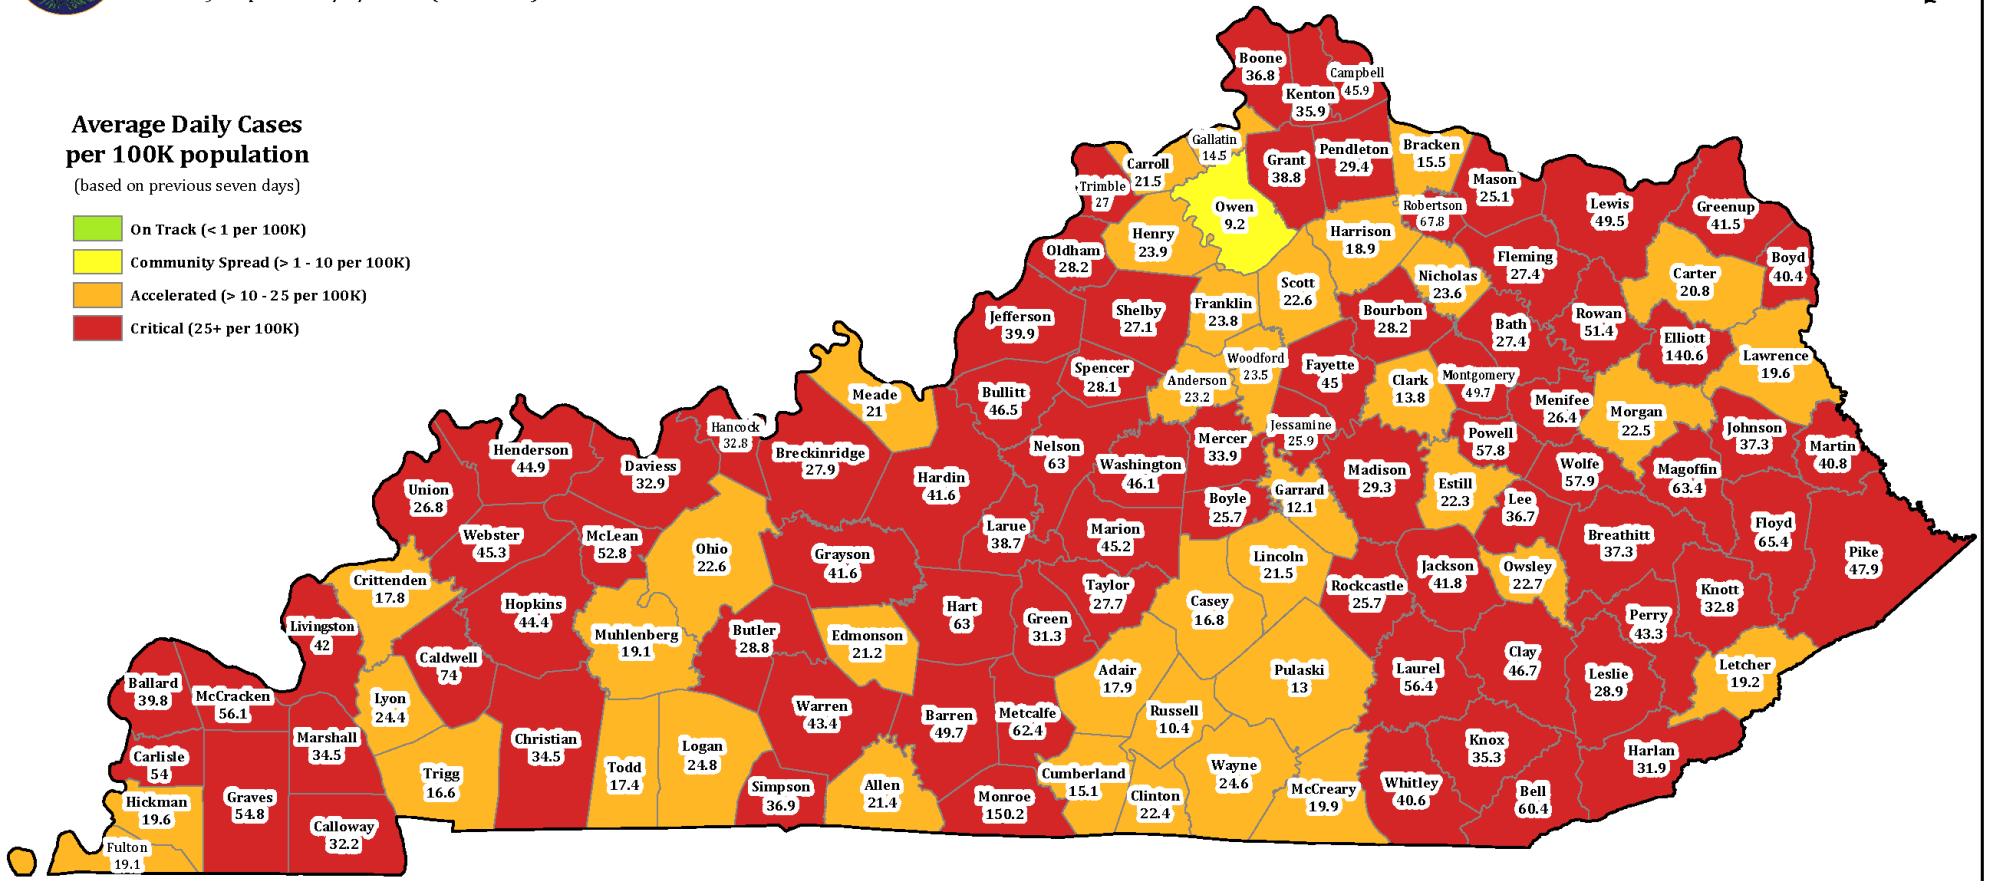 Average Daily Cases
per 100K population
(based on previous seven days)
On Track (< 1 per 100K)
Community Spread (> 1 - 10 per 100K)
Accelerated (> 10 - 25 per 100K)
Critical (25+ per 100K)
Boone
36.8
Campbell
45.9
Kenton
35.9
Gallatin
14.5
Carroll
21.5
Trimble
27
Grant
38.8
Pendleton
29.4
Bracken
15.5
Mason
25.1
Robertson
67.8
Lewis
49.5
Greenup
41.5
Boyd
40.4
Owen
9.2
Henry
23.9
Oldham
28.2
Harrison
18.9
Nicholas
23.6
Fleming
27.4
Carter
20.8
Scott
22.6
Franklin
23.8
Shelby
27.1
Jefferson
39.9
Bourbon
28.2
Bath
27.4
Rowan
51.4
Elliott
140.6
Lawrence
19.6
Woodford
23.5
Fayette
45
Anderson
23.2
Spencer
28.1
Bullitt
46.5
Meade
21
Clark
13.8
Montgomery
49.7
Menifee
26.4
Morgan
22.5
Johnson
37.3
Martin
40.8
Hancock
32.8
Breckinridge
27.9
Henderson
44.9
Daviess
32.9
Union
26.8
Hardin
41.6
Nelson
63
Washington
46.1
Mercer
33.9
Jessamine
25.9
Madison
29.3
Powell
57.8
Estill
22.3
Lee
36.7
Wolfe
57.9
Magoffin
63.4
Garrard
12.1
Boyle
25.7
Webster
45.3
McLean
52.8
Ohio
22.6
Grayson
41.6
Larue
38.7
Marion
45.2
Lincoln
21.5
Rockcastle
25.7
Jackson
41.8
Owsley
22.7
Breathitt
37.3
Floyd
65.4
Pike
47.9
Knott
32.8
Perry
43.3
Crittenden
17.8
Livingston
42
Hopkins
44.4
Muhlenberg
19.1
Butler
28.8
Edmonson
21.2
Hart
63
Green
31.3
Taylor
27.7
Casey
16.8
Adair
17.9
Pulaski
13
Laurel
56.4
Clay
46.7
Leslie
28.9
Letcher
19.2
Caldwell
74
Lyon
24.4
Ballard
39.8
McCracken
56.1
Marshall
34.5
Carlisle
54
Hickman
19.6
Fulton
19.1
Graves
54.8
Calloway
32.2
Trigg
16.6
Christian
34.5
Todd
17.4
Logan
24.8
Warren
43.4
Simpson
36.9
Allen
21.4
Barren
49.7
Metcalfe
62.4
Monroe
150.2
Cumberland
15.1
Russell
10.4
Clinton
22.4
Wayne
24.6
McCreary
19.9
Whitley
40.6
Knox
35.3
Bell
60.4
Harlan
31.9